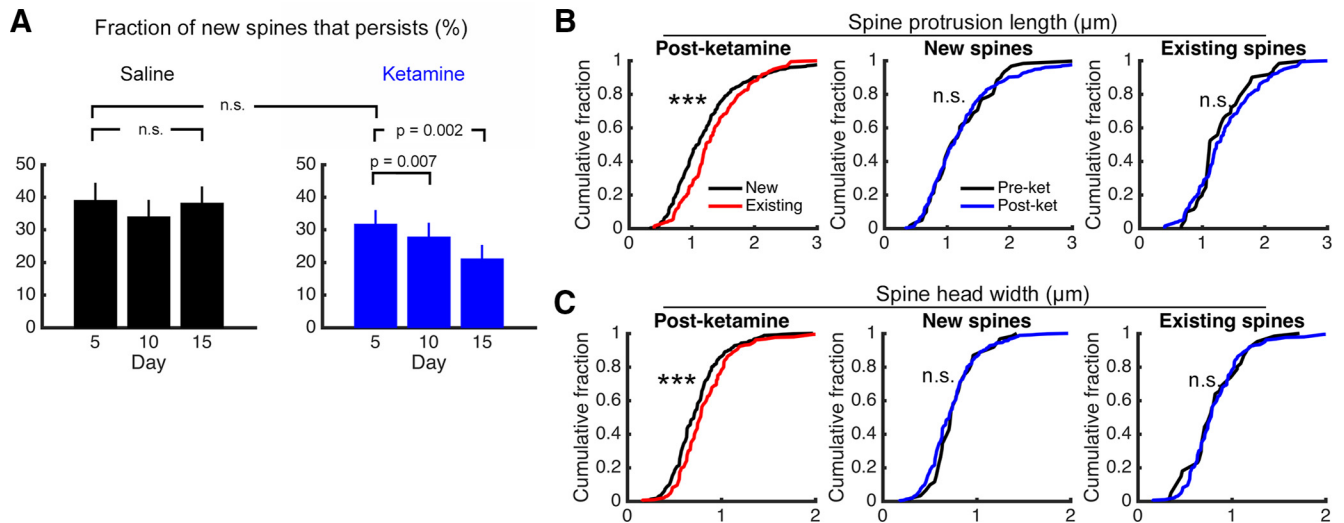 A
Fraction of new spines that persists (%)
Saline
Ketamine
n.s.
n.s.
p = 0.002
p = 0.007
50
40
30
20
10
0
5 10 15
Day
50
40
30
20
10
0
5 10 15
Day
B
Spine protrusion length (µm)
Post-ketamine
Cumulative fraction
1
0.8
0.6
0.4
0.2
0
***
New
Existing
0 1 2 3
New spines
Cumulative fraction
1
0.8
0.6
0.4
0.2
0
n.s.
Pre-ket
Post-ket
0 1 2 3
Existing spines
Cumulative fraction
1
0.8
0.6
0.4
0.2
0
n.s.
0 1 2 3
C
Spine head width (µm)
Post-ketamine
Cumulative fraction
1
0.8
0.6
0.4
0.2
0
***
0 1 2
New spines
Cumulative fraction
1
0.8
0.6
0.4
0.2
0
n.s.
0 1 2
Existing spines
Cumulative fraction
1
0.8
0.6
0.4
0.2
0
n.s.
0 1 2